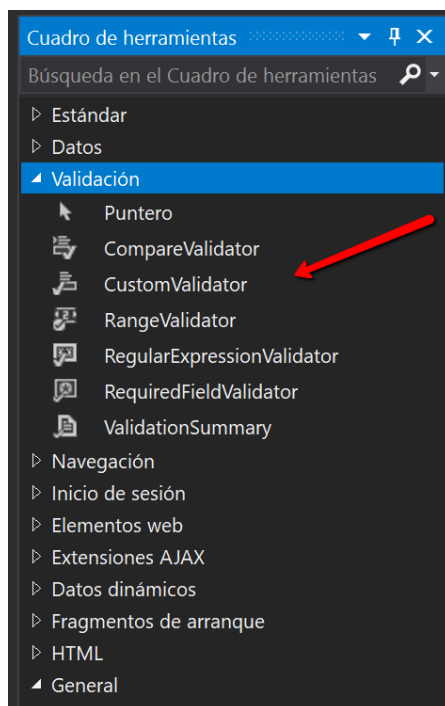 Cuadro de herramientas
Búsqueda en el Cuadro de herramientas
Estándar
Datos
Validación
Puntero
CompareValidator
CustomValidator
RangeValidator
RegularExpressionValidator
RequiredFieldValidator
ValidationSummary
Navegación
Inicio de sesión
Elementos web
Extensiones AJAX
Datos dinámicos
Fragmentos de arranque
HTML
General